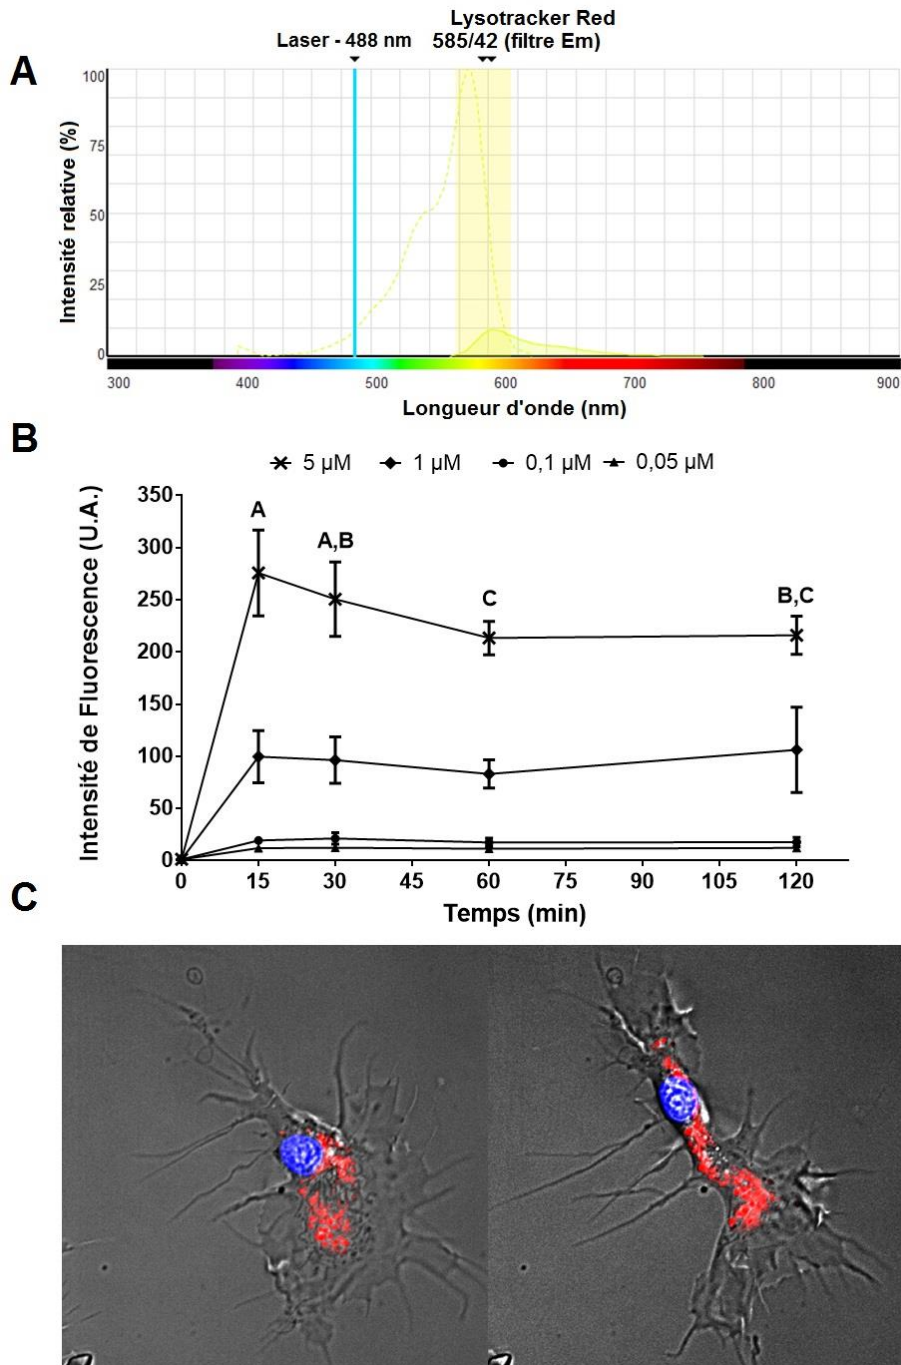 Lysotracker Red
Laser - 488 nm 585/42 (filtre Em)
A
100
75
50
25
0
Intensité relative (%)
300 400 500 600 700 800 900
Longueur d'onde (nm)
B
5 µM 1 µM 0,1 µM 0,05 µM
350
300
250
200
150
100
50
0
Intensité de Fluorescence (U.A.)
A
A,B
C
B,C
0 15 30 45 60 75 90 105 120
Temps (min)
C